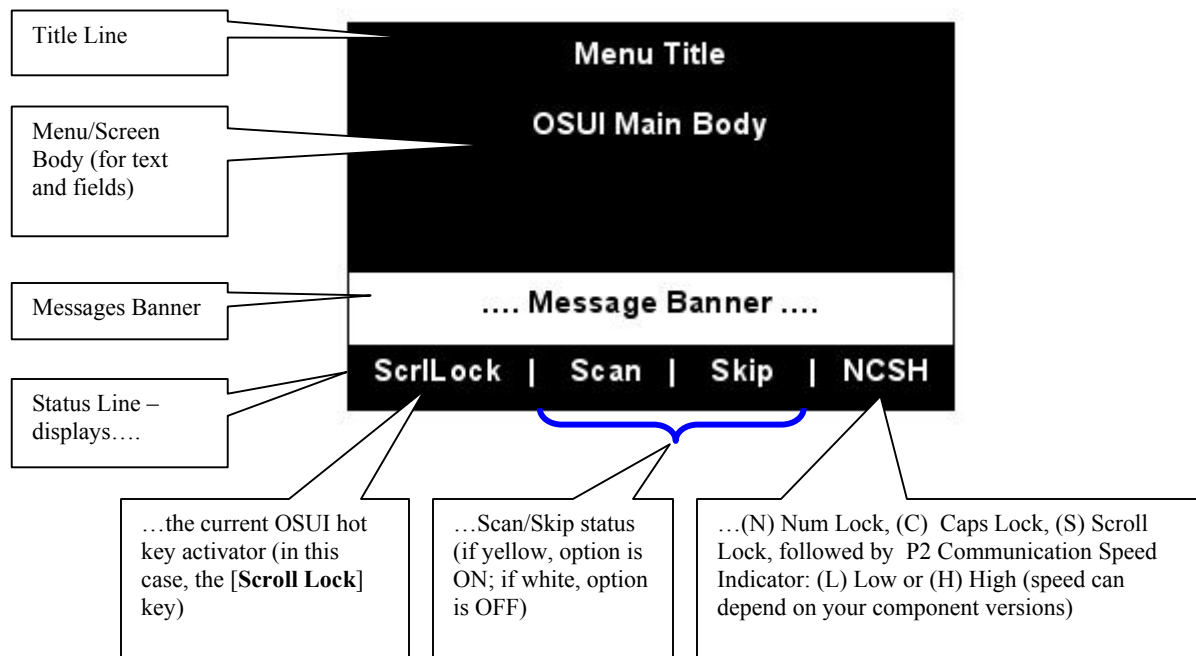 Title Line
Menu/Screen
Body (for text
and fields)
Messages Banner
Status Line –
displays….
Menu Title
OSUI Main Body
.... Message Banner ....
ScrlLock | Scan | Skip | NCSH
…the current OSUI hot
key activator (in this
case, the [Scroll Lock]
key)
…Scan/Skip status
(if yellow, option is
ON; if white, option
is OFF)
…(N) Num Lock, (C) Caps Lock, (S) Scroll
Lock, followed by P2 Communication Speed
Indicator: (L) Low or (H) High (speed can
depend on your component versions)